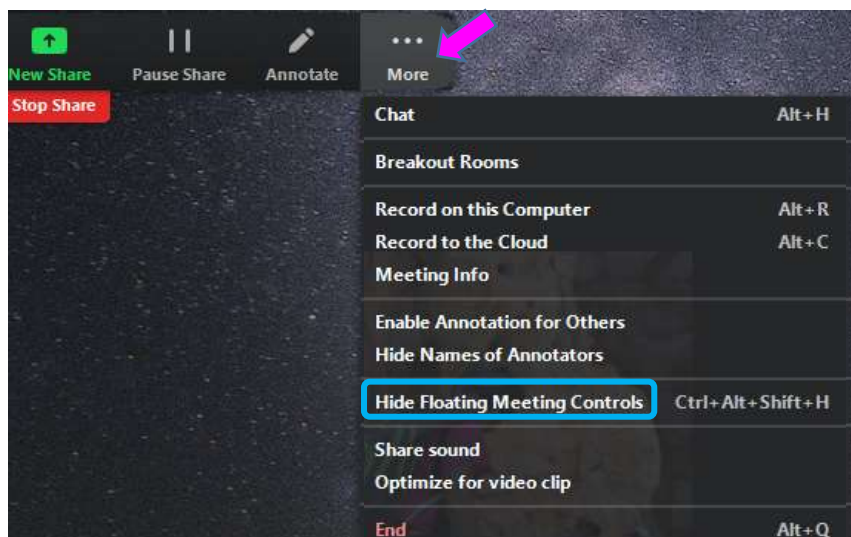 New Share Pause Share Annotate More
Stop Share
Chat Alt+H
Breakout Rooms
Record on this Computer Alt+R
Record to the Cloud Alt+C
Meeting Info
Enable Annotation for Others
Hide Names of Annotators
Hide Floating Meeting Controls Ctrl+Alt+Shift+H
Share sound
Optimize for video clip
End Alt+Q